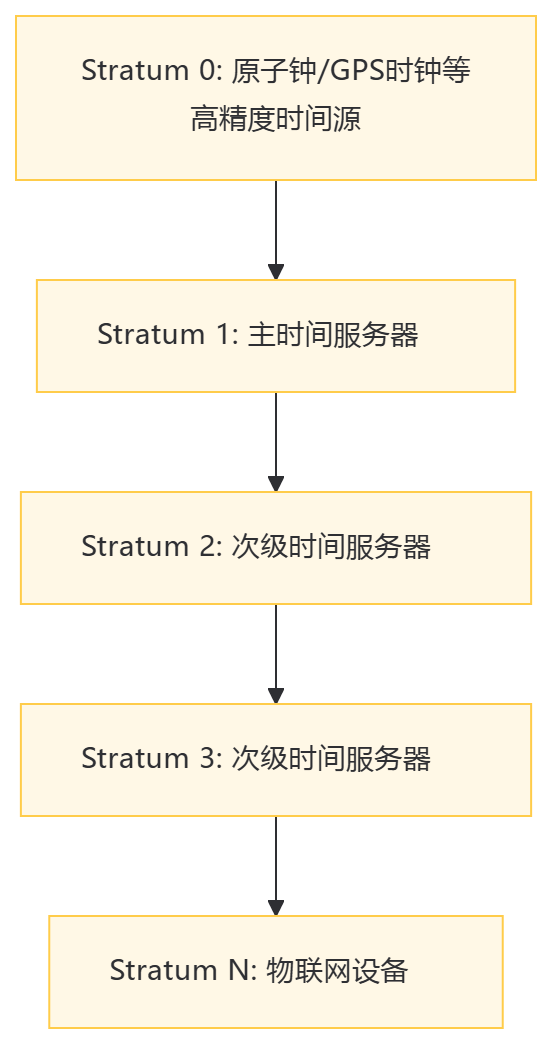 Stratum 0: 原子钟/GPS时钟等
高精度时间源
Stratum 1: 主时间服务器
Stratum 2: 次级时间服务器
Stratum 3: 次级时间服务器
Stratum N: 物联网设备